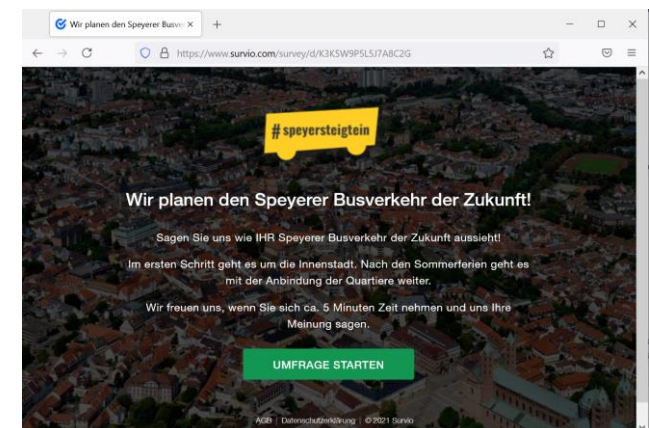 Wir planen den Speyerer Busve
https://www.survio.com/survey/d/K3K5W9P5L5J7A8C2G
#speyersteigtein
Wir planen den Speyerer Busverkehr der Zukunft!
Sagen Sie uns wie IHR Speyerer Busverkehr der Zukunft aussieht!
Im ersten Schritt geht es um die Innenstadt. Nach den Sommerferien geht es
mit der Anbindung der Quartiere weiter.
Wir freuen uns, wenn Sie sich ca. 5 Minuten Zeit nehmen und uns Ihre
Meinung sagen.
UMFRAGE STARTEN
AGB | Datenschutzerklärung | © 2021 Survio